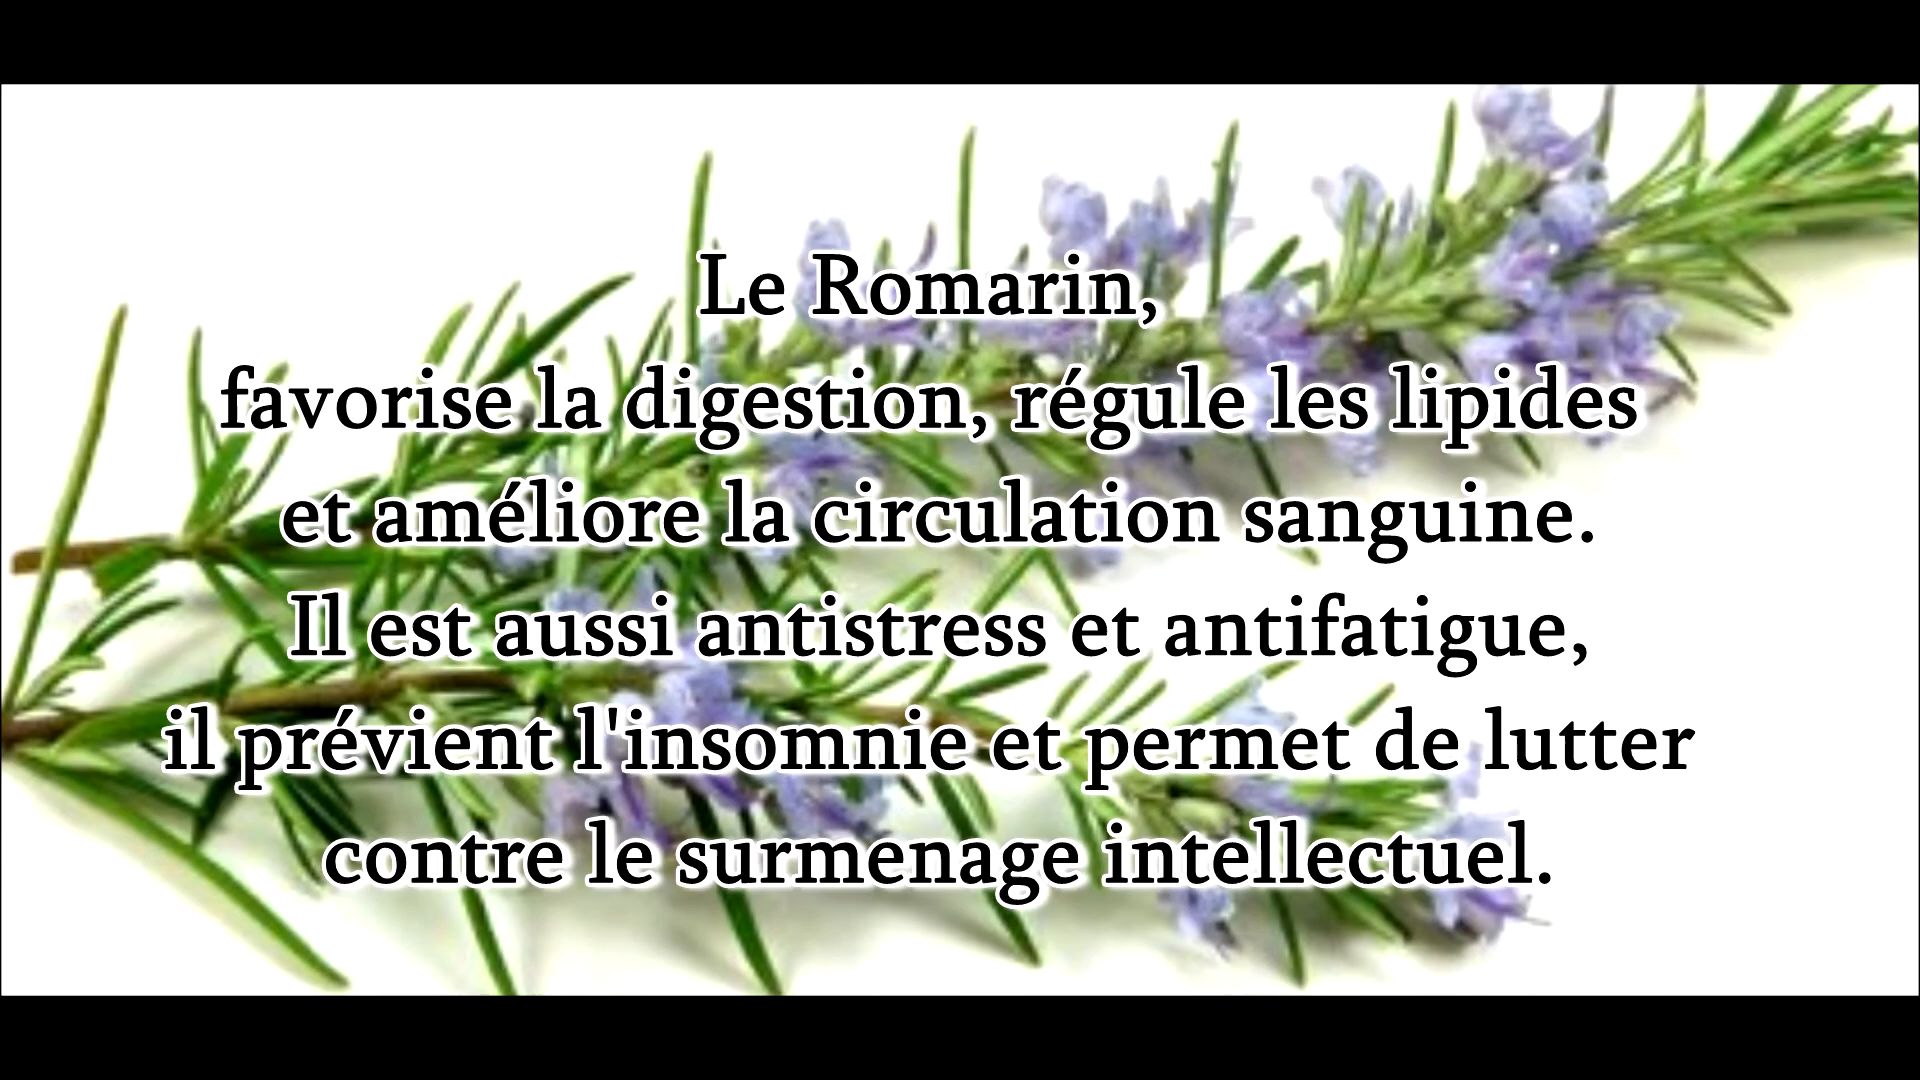 Le Romarin,
favorise la digestion, régule les lipides
et améliore la circulation sanguine.
Il est aussi antistress et antifatigue,
il prévient l'insomnie et permet de lutter
contre le surmenage intellectuel.